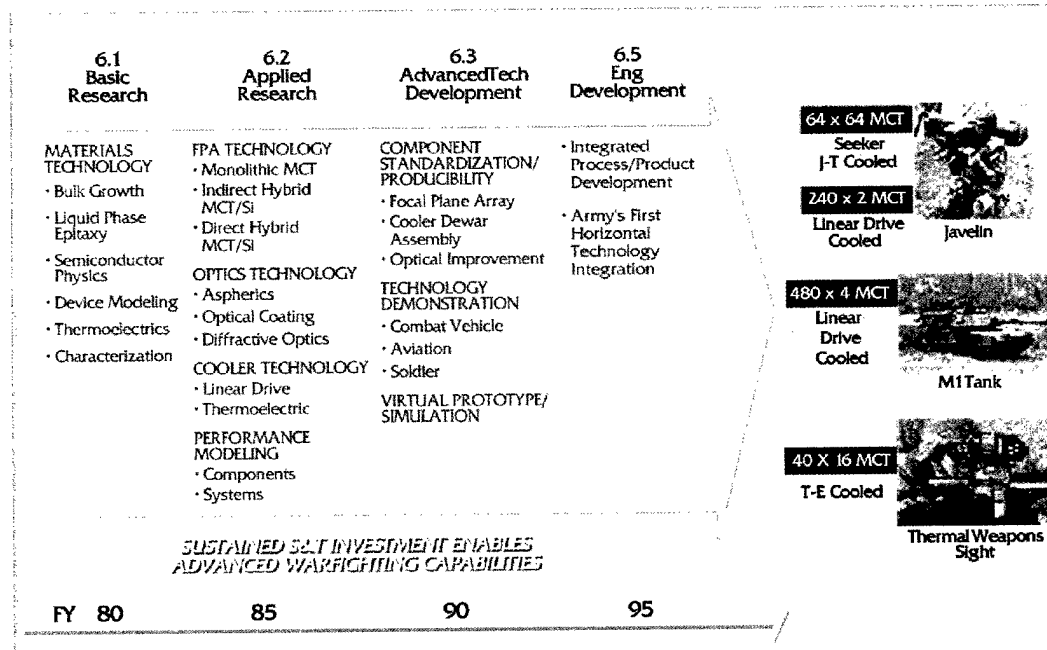 6.1
Basic
Research
6.2
Applied
Research
6.3
AdvancedTech
Development
6.5
Eng
Development
MATERIALS
TECHNOLOGY
· Bulk Growth
· Liquid Phase
Epitaxy
· Semiconductor
Physics
· Device Modeling
· Thermoelectrics
· Characterization
FPA TECHNOLOGY
· Monolithic MCT
· Indirect Hybrid
MCT/Si
· Direct Hybrid
MCT/Si
OPTICS TECHNOLOGY
· Aspherics
· Optical Coating
· Diffractive Optics
COOLER TECHNOLOGY
· Linear Drive
· Thermoelectric
PERFORMANCE
MODELING
· Components
· Systems
COMPONENT
STANDARDIZATION/
PRODUCIBILITY
· Focal Plane Array
· Cooler Dewar
Assembly
· Optical Improvement
TECHNOLOGY
DEMONSTRATION
· Combat Vehicle
· Aviation
· Soldier
VIRTUAL PROTOTYPE/
SIMULATION
· Integrated
Process/Product
Development
· Army's First
Horizontal
Technology
Integration
64 x 64 MCT
Seeker
J-T Cooled
240 x 2 MCT
Linear Drive
Cooled
Javelin
480 x 4 MCT
Linear
Drive
Cooled
M1Tank
40 X 16 MCT
T-E Cooled
Thermal Weapons
Sight
SUSTAINED S&T INVESTMENT ENABLES
ADVANCED WARFIGHTING CAPABILITIES
FY 80 85 90 95